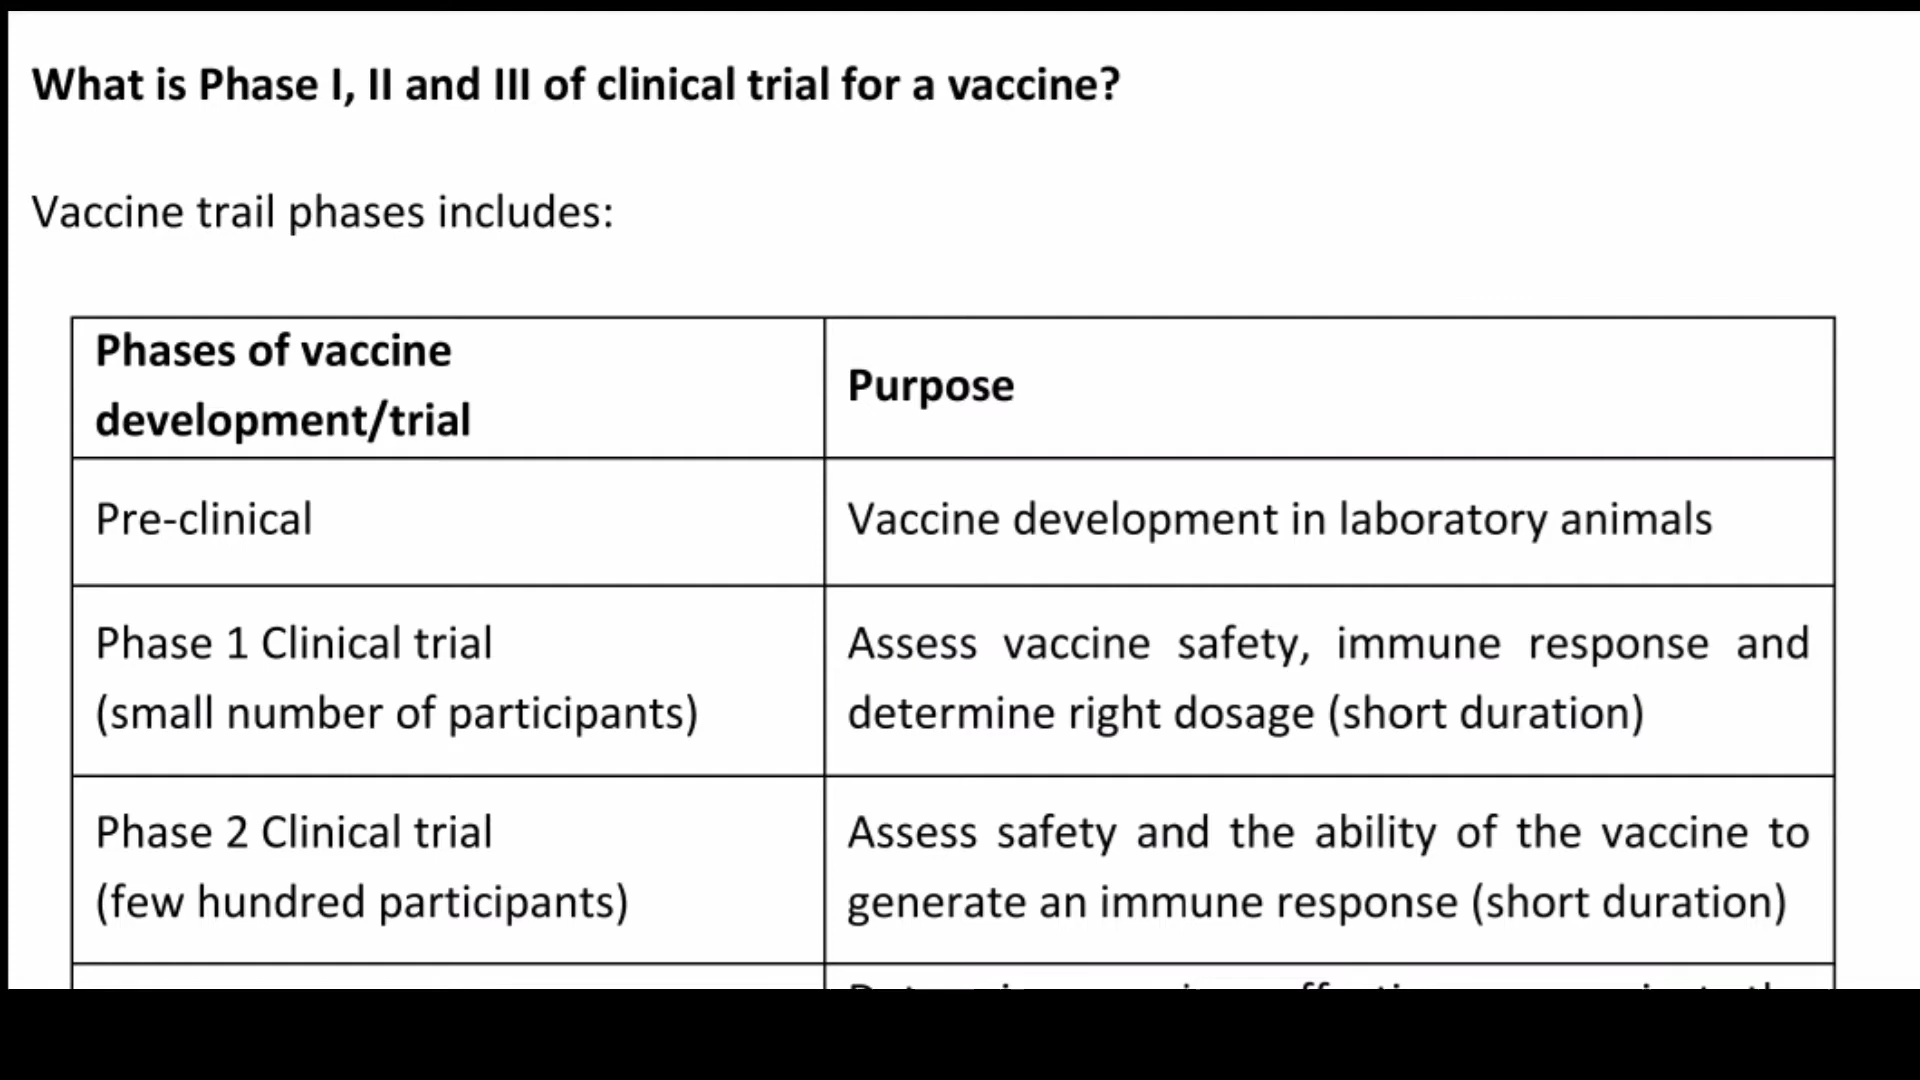 What is Phase I, II and III of clinical trial for a vaccine?
Vaccine trail phases includes:
Phases of vaccine
development/trial
Purpose
Pre-clinical
Vaccine development in laboratory animals
Phase 1 Clinical trial
(small number of participants)
Assess vaccine safety, immune response and
determine right dosage (short duration)
Phase 2 Clinical trial
(few hundred participants)
Assess safety and the ability of the vaccine to
generate an immune response (short duration)